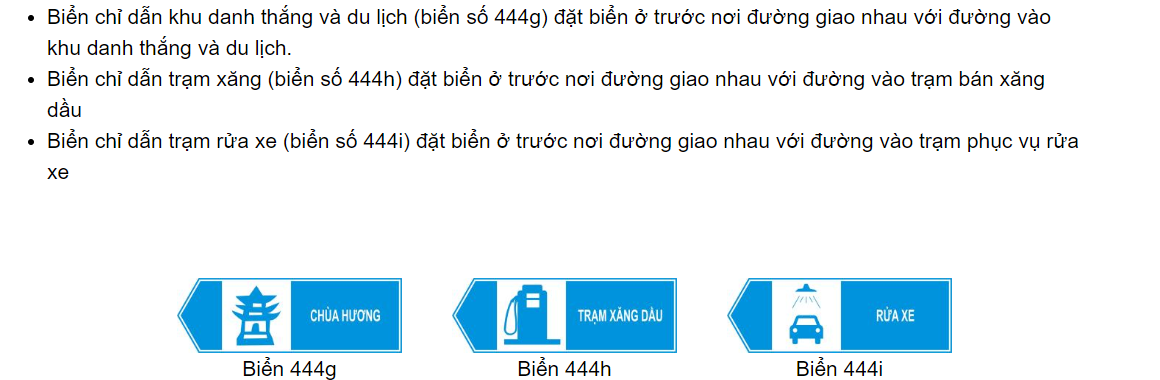 • Biển chỉ dẫn khu danh thắng và du lịch (biển số 444g) đặt biển ở trước nơi đường giao nhau với đường vào
khu danh thắng và du lịch.
• Biển chỉ dẫn trạm xăng (biển số 444h) đặt biển ở trước nơi đường giao nhau với đường vào trạm bán xăng
dầu
• Biển chỉ dẫn trạm rửa xe (biển số 444i) đặt biển ở trước nơi đường giao nhau với đường vào trạm phục vụ rửa
xe
CHÙA HƯƠNG
TRẠM XĂNG DẦU
RỬA XE
Biển 444g
Biển 444h
Biển 444i